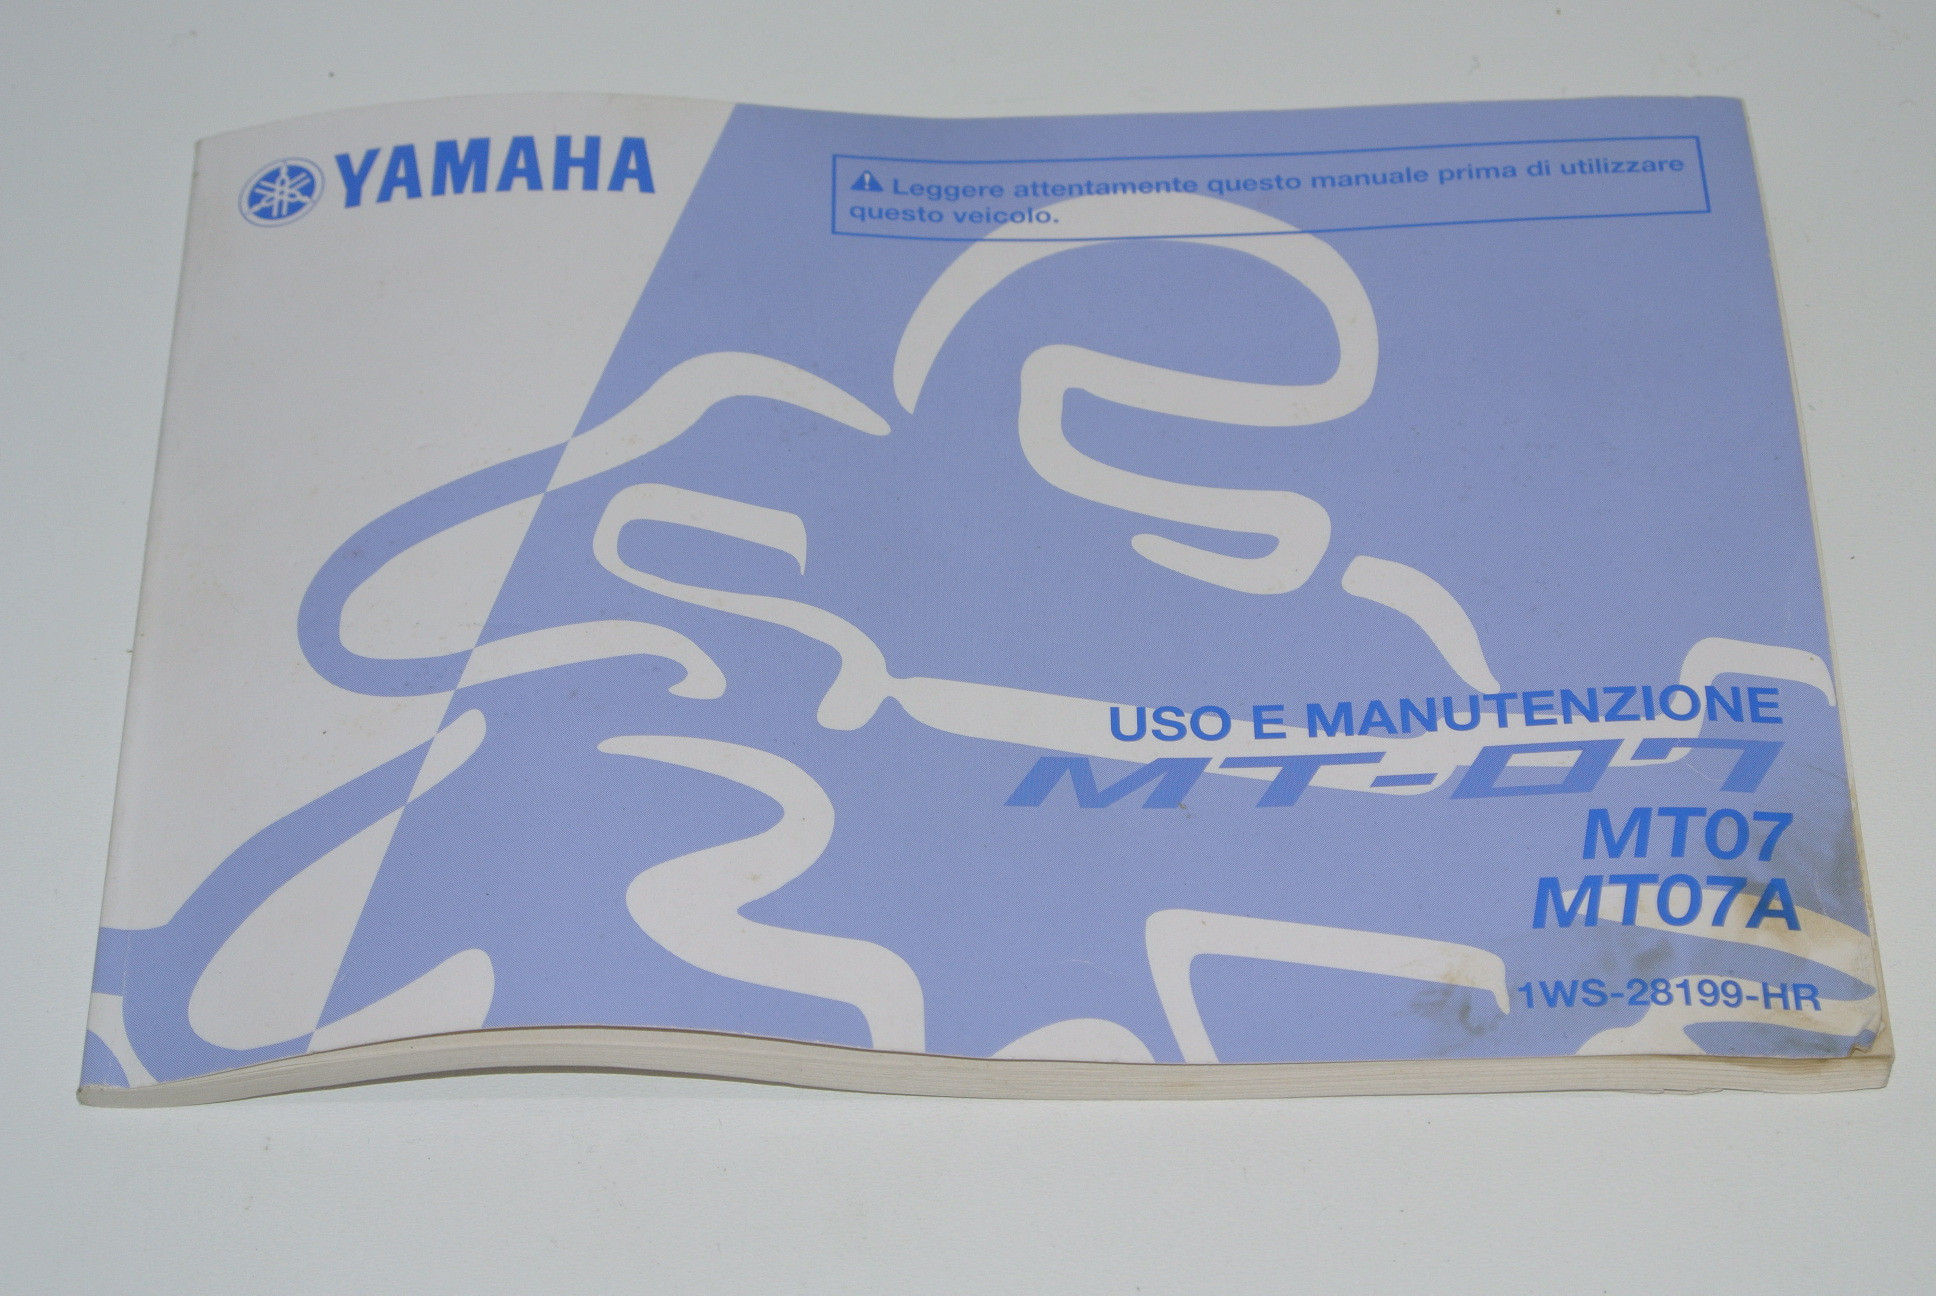 YAMAHA
⚠ Leggere attentamente questo manuale prima di utilizzare
questo veicolo.
USO E MANUTENZIONE
MT-07
MT07
MT07A
1WS-28199-HR